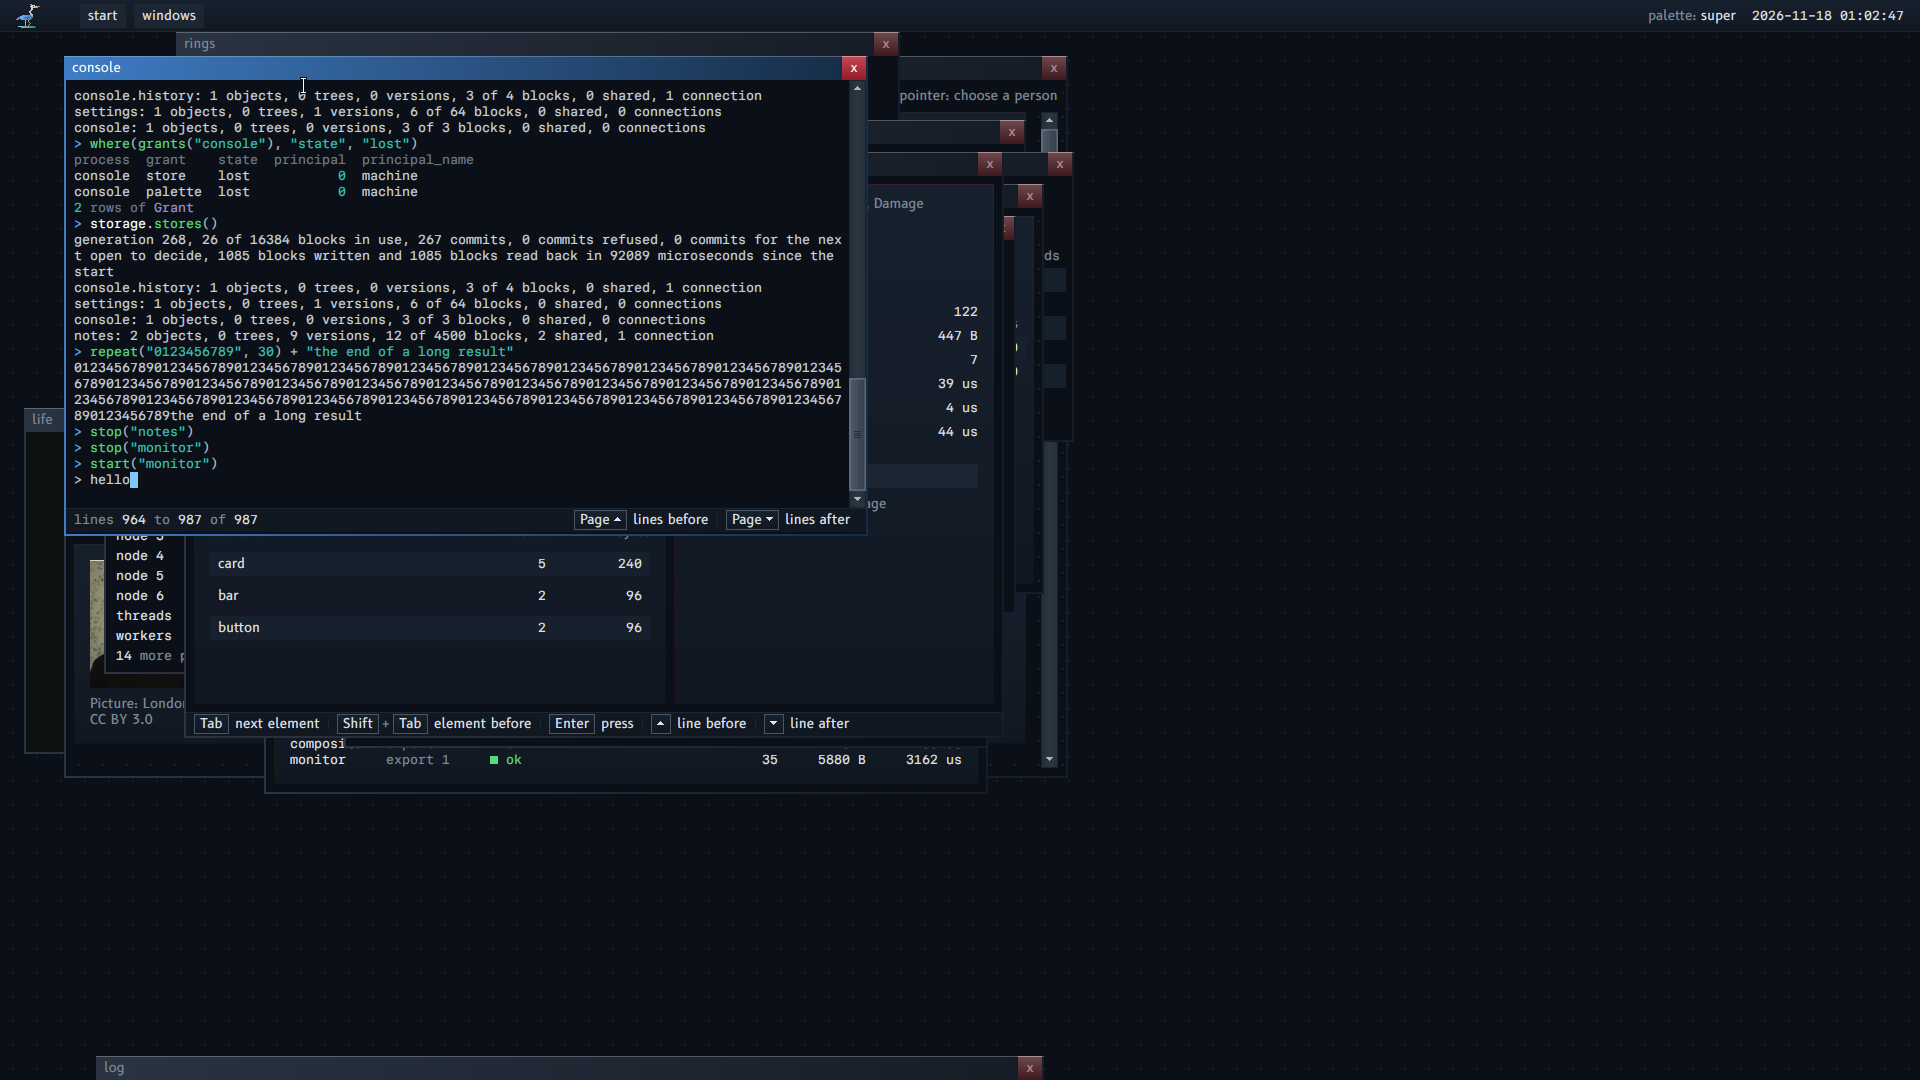 start windows palette: super 2026-11-18 01:02:47
rings x
console x
x
console.history: 1 objects, 0 trees, 0 versions, 3 of 4 blocks, 0 shared, 1 connection
pointer: choose a person
settings: 1 objects, 0 trees, 1 versions, 6 of 64 blocks, 0 shared, 0 connections
console: 1 objects, 0 trees, 0 versions, 3 of 3 blocks, 0 shared, 0 connections
x
> where(grants("console"), "state", "lost")
process grant state principal principal_name
x x
console store lost 0 machine
console palette lost 0 machine
x
2 rows of Grant
Damage
> storage.stores()
generation 268, 26 of 16384 blocks in use, 267 commits, 0 commits refused, 0 commits for the nex
t open to decide, 1085 blocks written and 1085 blocks read back in 92089 microseconds since the
ds
start
console.history: 1 objects, 0 trees, 0 versions, 3 of 4 blocks, 0 shared, 1 connection
settings: 1 objects, 0 trees, 1 versions, 6 of 64 blocks, 0 shared, 0 connections
122
console: 1 objects, 0 trees, 0 versions, 3 of 3 blocks, 0 shared, 0 connections
notes: 2 objects, 0 trees, 9 versions, 12 of 4500 blocks, 2 shared, 1 connection
447 B
> repeat("0123456789", 30) + "the end of a long result"
7
012345678901234567890123456789012345678901234567890123456789012345678901234567890123456789012345
678901234567890123456789012345678901234567890123456789012345678901234567890123456789012345678901
39 us
234567890123456789012345678901234567890123456789012345678901234567890123456789012345678901234567
4 us
890123456789the end of a long result
life
> stop("notes")
44 us
> stop("monitor")
> start("monitor")
> hello
age
lines 964 to 987 of 987 Page lines before Page lines after
node 3
node 4
card 5 240
node 5
node 6
bar 2 96
threads
button 2 96
workers
14 more
Picture: London
CC BY 3.0
Tab next element Shift + Tab element before Enter press line before line after
composi
monitor export 1 ok 35 5880 B 3162 us
log x